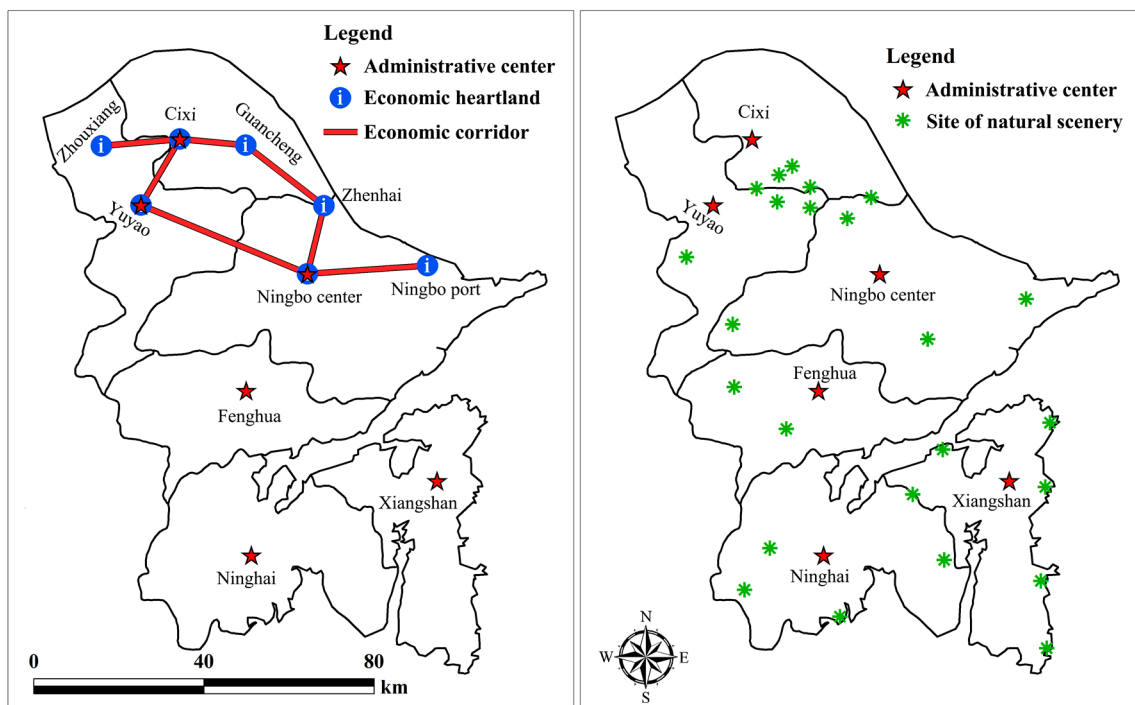 Legend
Administrative center
Economic heartland
Economic corridor
Cixi
Zhouxiang
Guancheng
Zhenhai
Yuyao
Ningbo center
Ningbo port
Fenghua
Xiangshan
Ninghai
0 40 80
km
Legend
Administrative center
Site of natural scenery
Cixi
Yuyao
Ningbo center
Fenghua
Xiangshan
Ninghai
N
W E
S